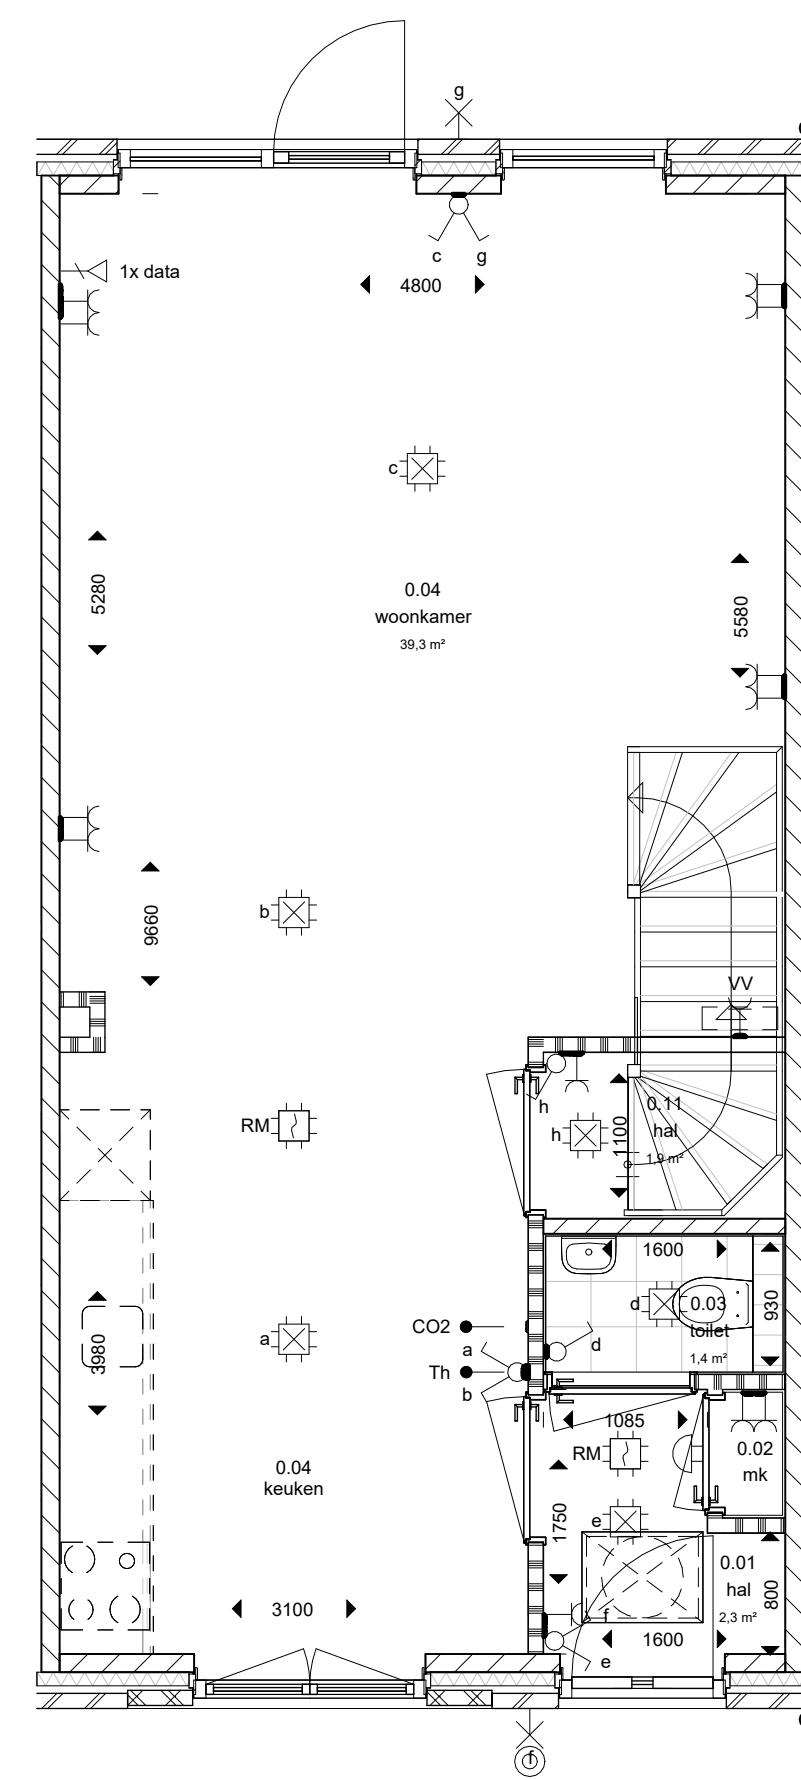 g
c g
1x data
4800
c
5280
0.04
woonkamer
39,3 m²
5580
b
9660
VV
RM
h
h
1100
0.11
hal
1,9 m²
1600
d
0.03
toilet
1,4 m²
930
CO2
a
a
Th
b
d
3980
1085
RM
0.02
mk
0.04
keuken
1750
e
0.01
hal
2,3 m²
800
3100
f
1600
e
f